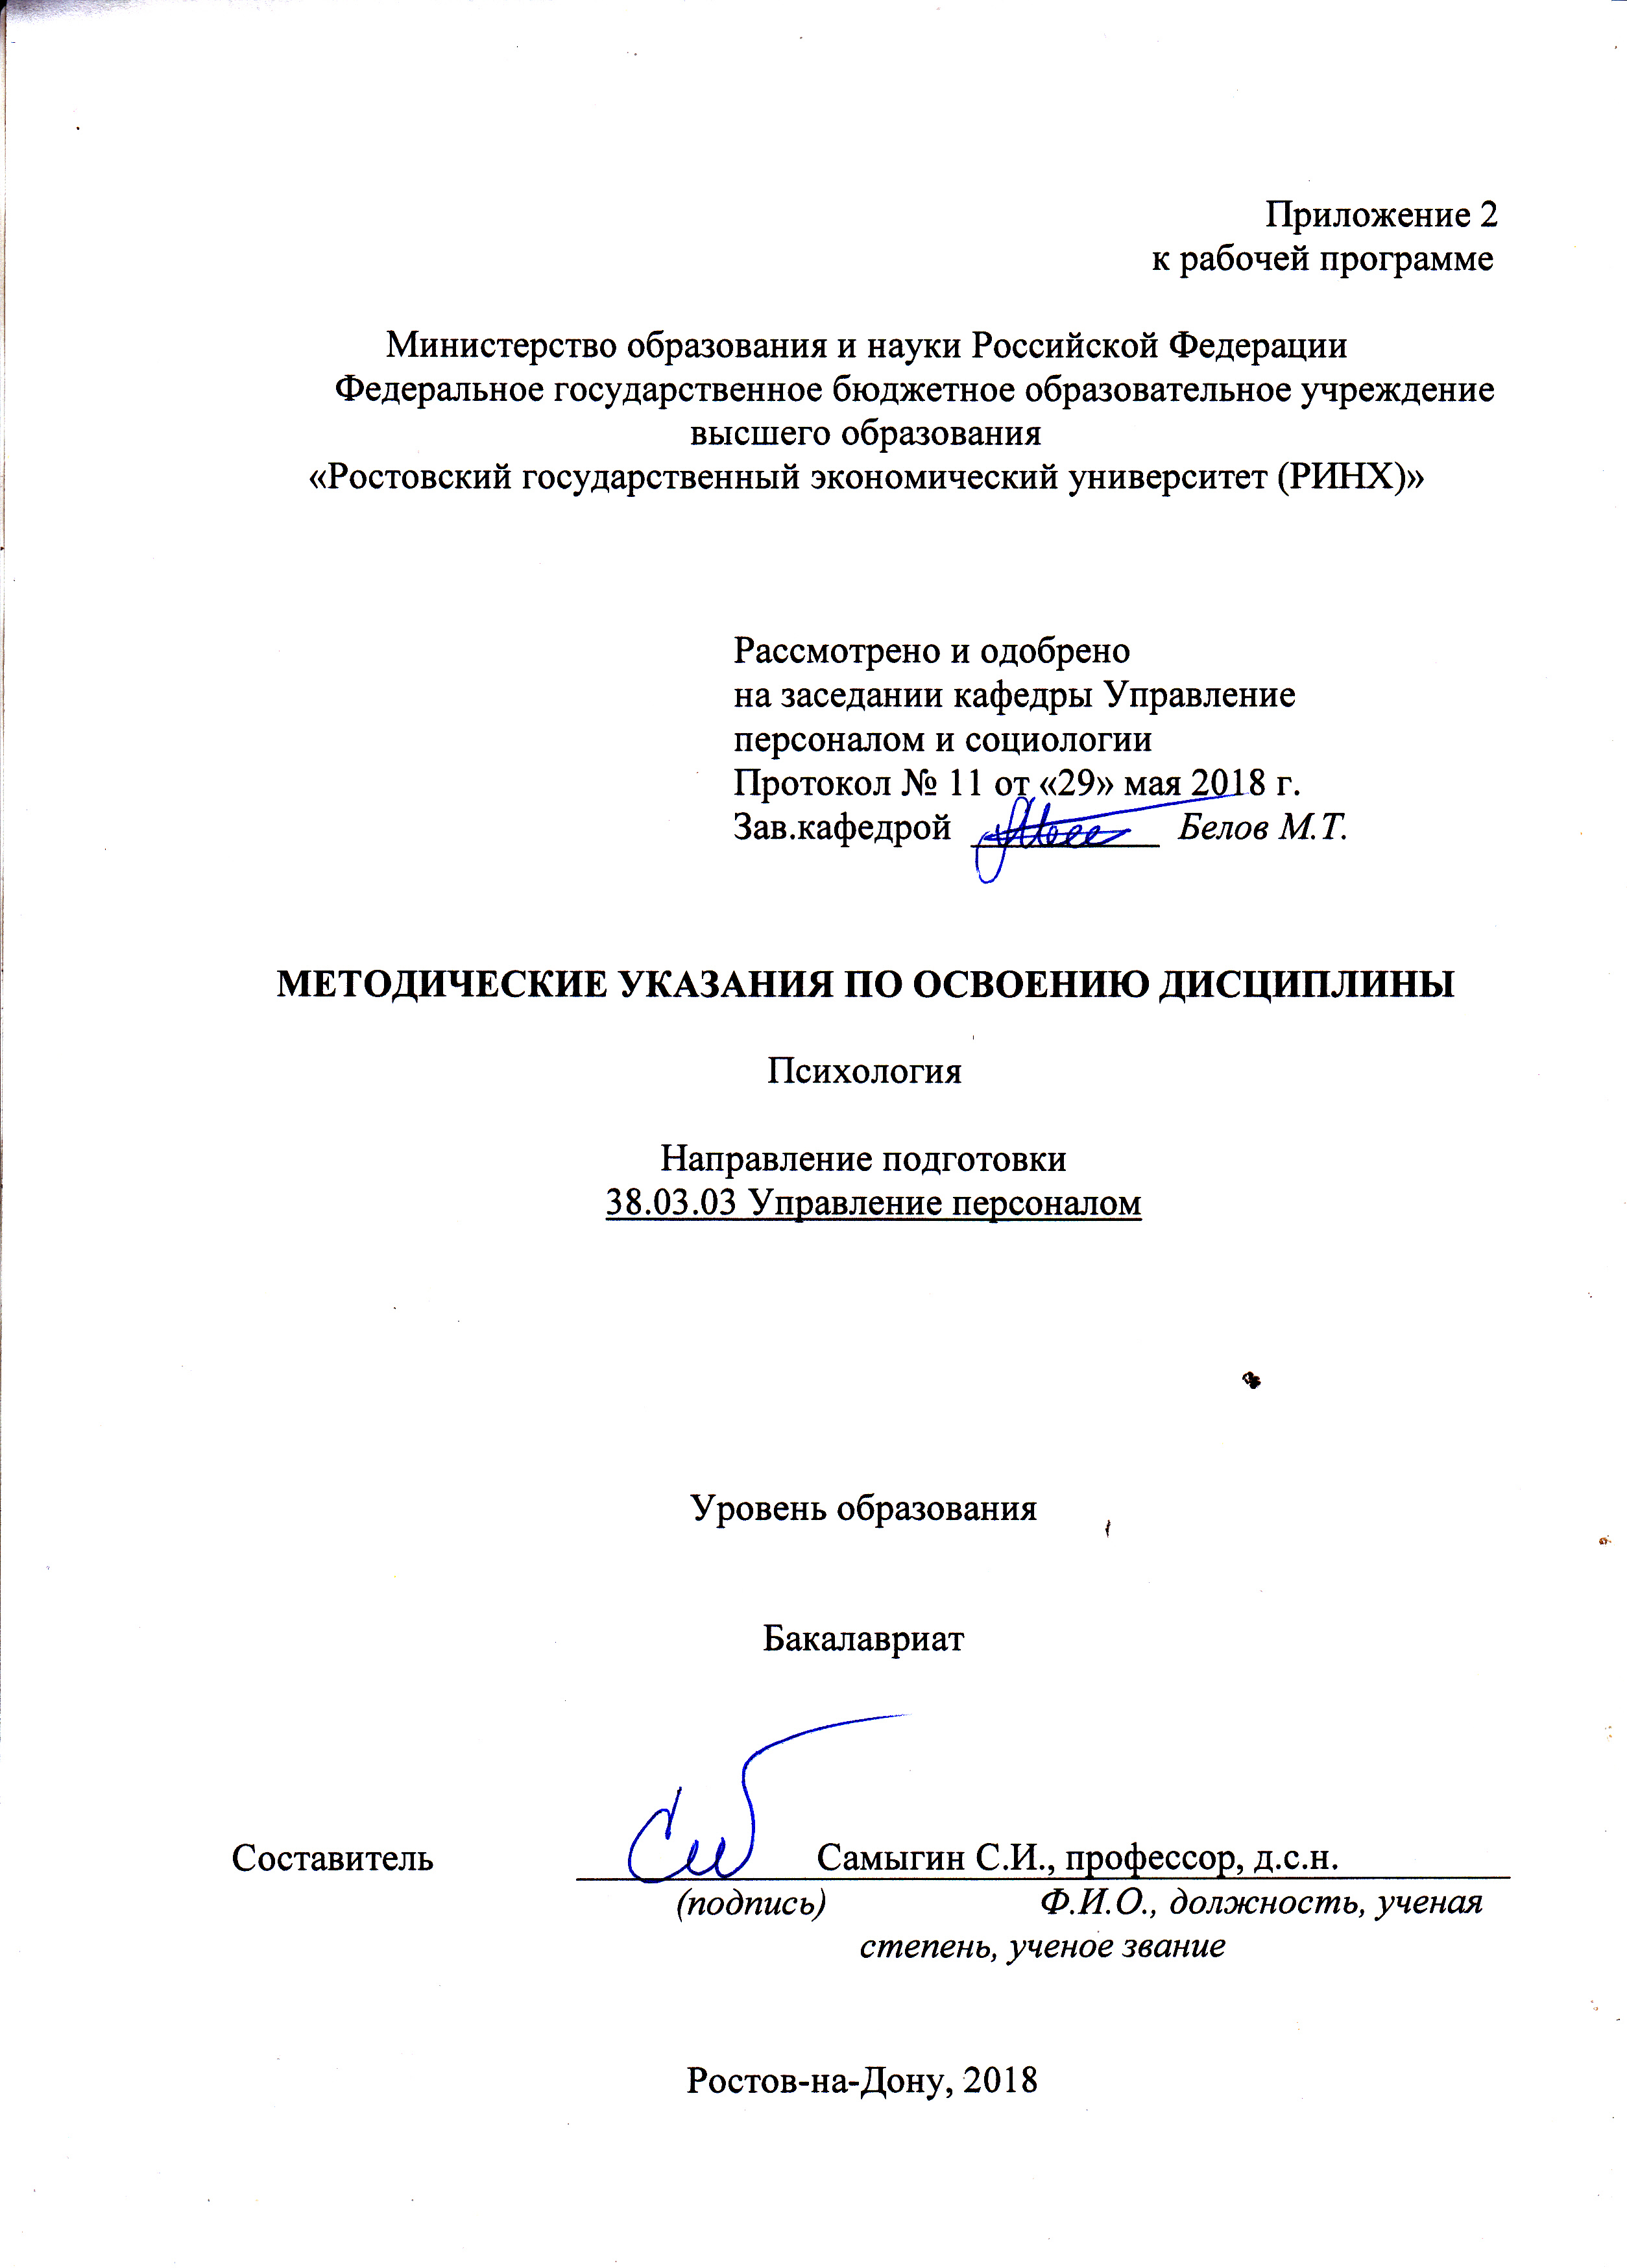 Приложение 2
к рабочей программе
Министерство образования и науки Российской Федерации
Федеральное государственное бюджетное образовательное учреждение
высшего образования
«Ростовский государственный экономический университет (РИНХ)»
Рассмотрено и одобрено
на заседании кафедры Управление
персоналом и социологии
Протокол № 11 от «29» мая 2018 г.
Зав.кафедрой Белов М.Т.
МЕТОДИЧЕСКИЕ УКАЗАНИЯ ПО ОСВОЕНИЮ ДИСЦИПЛИНЫ
Психология
Направление подготовки
38.03.03 Управление персоналом
Уровень образования
Бакалавриат
Составитель Самыгин С.И., профессор, д.с.н.
(подпись) Ф.И.О., должность, ученая
степень, ученое звание
Ростов-на-Дону, 2018